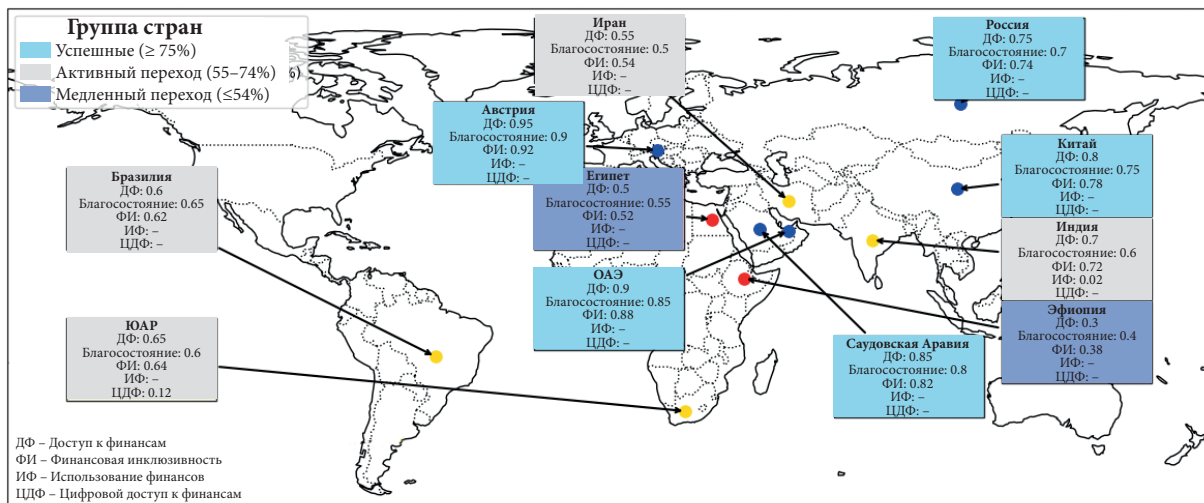 Группа стран
Успешные (≥ 75%)
Активный переход (55–74%) %)
Медленный переход (≤54%)
Иран
ДФ: 0.55
Благосостояние: 0.5
ФИ: 0.54
ИФ: –
ЦДФ: –
Россия
ДФ: 0.75
Благосостояние: 0.7
ФИ: 0.74
ИФ: –
ЦДФ: –
Австрия
ДФ: 0.95
Благосостояние: 0.9
ФИ: 0.92
ИФ: –
ЦДФ: –
Китай
ДФ: 0.8
Благосостояние: 0.75
ФИ: 0.78
ИФ: –
ЦДФ: –
Бразилия
ДФ: 0.6
Благосостояние: 0.65
ФИ: 0.62
ИФ: –
ЦДФ: –
Египет
ДФ: 0.5
Благосостояние: 0.55
ФИ: 0.52
ИФ: –
ЦДФ: –
Индия
ДФ: 0.7
Благосостояние: 0.6
ФИ: 0.72
ИФ: 0.02
ЦДФ: –
ОАЭ
ДФ: 0.9
Благосостояние: 0.85
ФИ: 0.88
ИФ: –
ЦДФ: –
Эфиопия
ДФ: 0.3
Благосостояние: 0.4
ФИ: 0.38
ИФ: –
ЦДФ: –
ЮАР
ДФ: 0.65
Благосостояние: 0.6
ФИ: 0.64
ИФ: –
ЦДФ: 0.12
Саудовская Аравия
ДФ: 0.85
Благосостояние: 0.8
ФИ: 0.82
ИФ: –
ЦДФ: –
ДФ – Доступ к финансам
ФИ – Финансовая инклюзивность
ИФ – Использование финансов
ЦДФ – Цифровой доступ к финансам